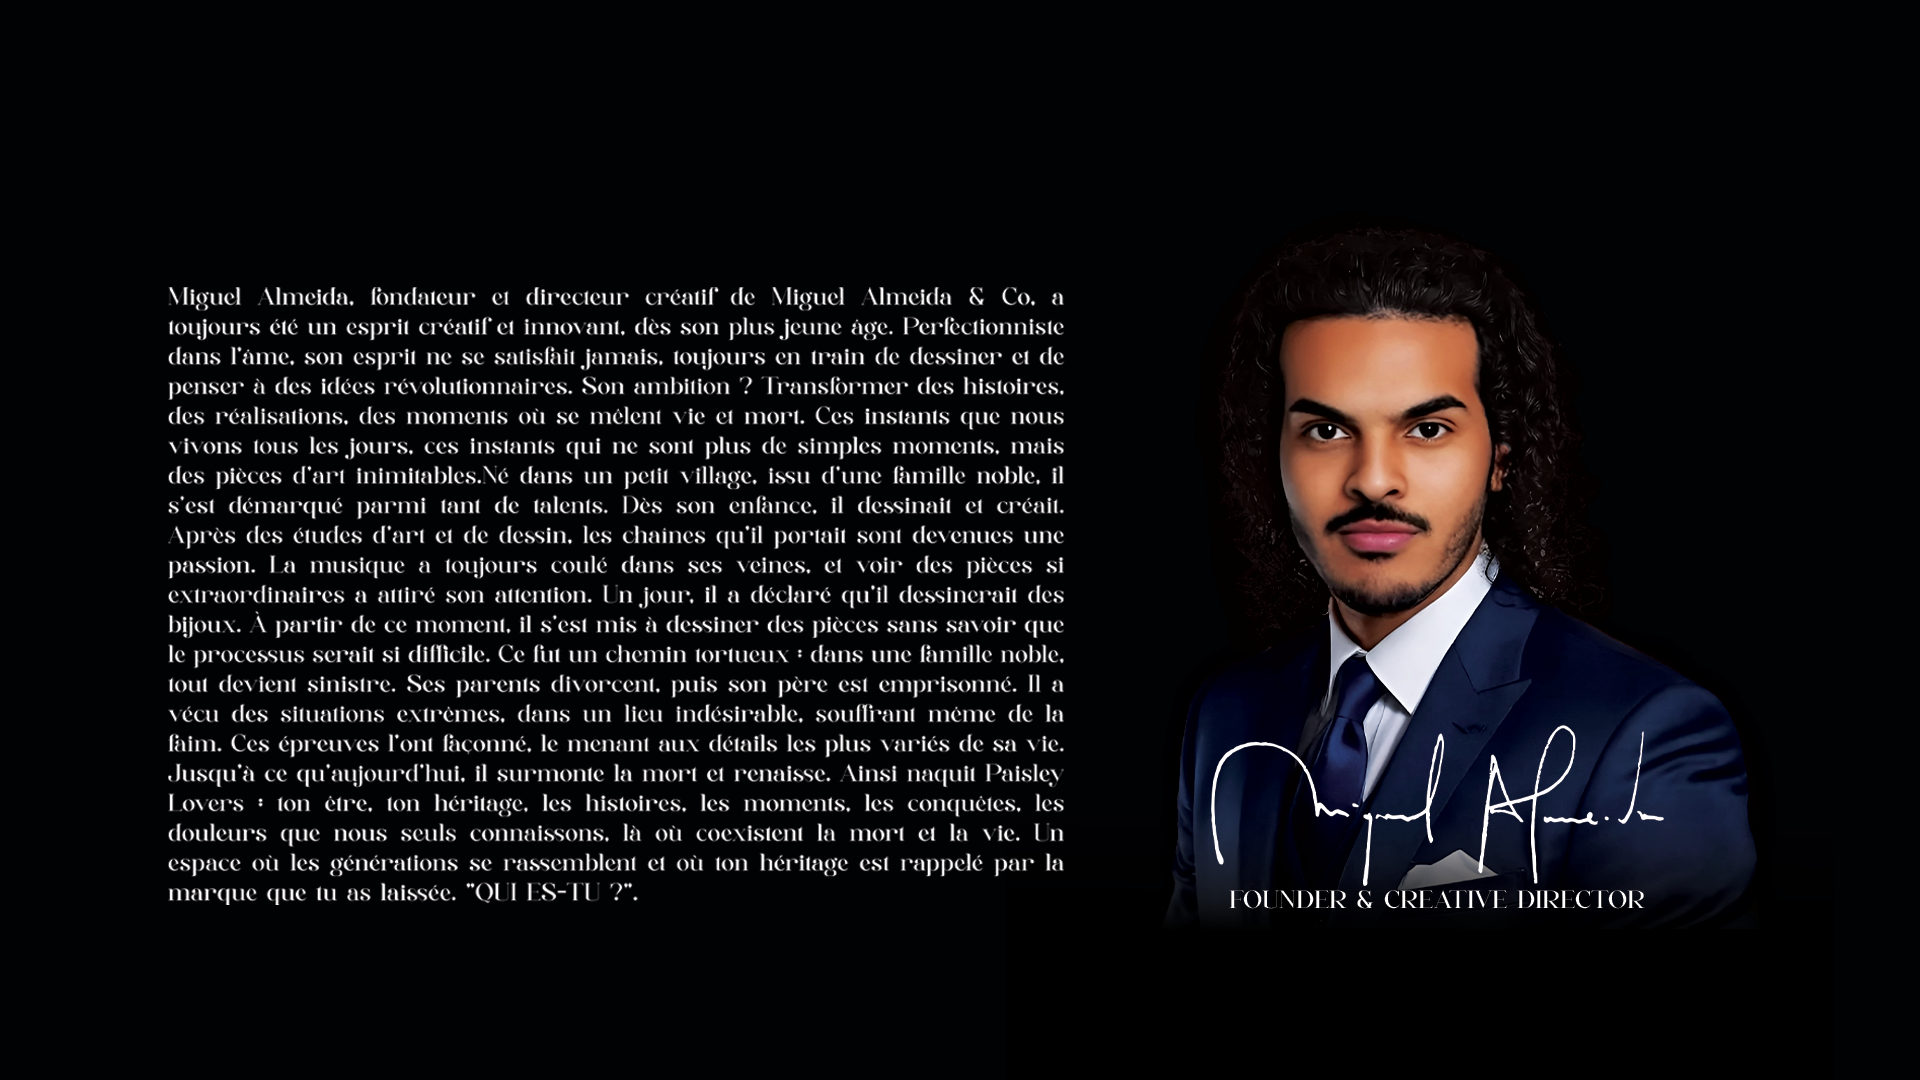 Miguel Almeida, fondateur et directeur créatif de Miguel Almeida & Co, a
toujours été un esprit créatif et innovant, dès son plus jeune âge. Perfectionniste
dans l'âme, son esprit ne se satisfait jamais, toujours en train de dessiner et de
penser à des idées révolutionnaires. Son ambition ? Transformer des histoires,
des réalisations, des moments où se mêlent vie et mort. Ces instants que nous
vivons tous les jours, ces instants qui ne sont plus de simples moments, mais
des pièces d'art inimitables.Né dans un petit village, issu d'une famille noble, il
s'est démarqué parmi tant de talents. Dès son enfance, il dessinait et créait.
Après des études d'art et de dessin, les chaînes qu'il portait sont devenues une
passion. La musique a toujours coulé dans ses veines, et voir des pièces si
extraordinaires a attiré son attention. Un jour, il a déclaré qu'il dessinerait des
bijoux. À partir de ce moment, il s'est mis à dessiner des pièces sans savoir que
le processus serait si difficile. Ce fut un chemin tortueux : dans une famille noble,
tout devient sinistre. Ses parents divorcent, puis son père est emprisonné. Il a
vécu des situations extrêmes, dans un lieu indésirable, souffrant même de la
faim. Ces épreuves l'ont façonné, le menant aux détails les plus variés de sa vie.
Jusqu'à ce qu'aujourd'hui, il surmonte la mort et renaisse. Ainsi naquit Paisley
Lovers : ton être, ton héritage, les histoires, les moments, les conquêtes, les
douleurs que nous seuls connaissons, là où coexistent la mort et la vie. Un
espace où les générations se rassemblent et où ton héritage est rappelé par la
marque que tu as laissée. "QUI ES-TU ?".
Miguel Almeida
FOUNDER & CREATIVE DIRECTOR